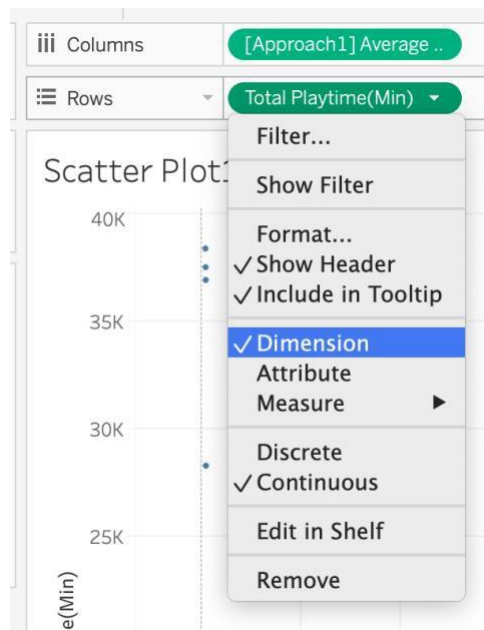 Columns
[Approach1] Average ..
Rows
Total Playtime(Min)
Scatter Plot1
40K
35K
30K
25K
e(Min)
Filter...
Show Filter
Format...
Show Header
Include in Tooltip
Dimension
Attribute
Measure
Discrete
Continuous
Edit in Shelf
Remove